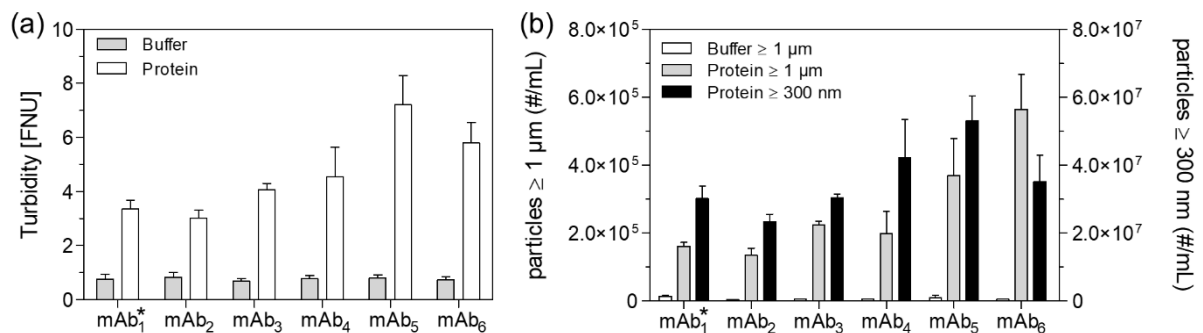 (a)
Turbidity [FNU]
10
8
6
4
2
0
Buffer
Protein
mAb₁*
mAb₂
mAb₃
mAb₄
mAb₅
mAb₆
(b)
particles ≥ 1 µm (#/mL)
8.0×10⁵
6.0×10⁵
4.0×10⁵
2.0×10⁵
0
Buffer ≥ 1 µm
Protein ≥ 1 µm
Protein ≥ 300 nm
8.0×10⁷
6.0×10⁷
4.0×10⁷
2.0×10⁷
0
particles ≥ 300 nm (#/mL)
mAb₁*
mAb₂
mAb₃
mAb₄
mAb₅
mAb₆